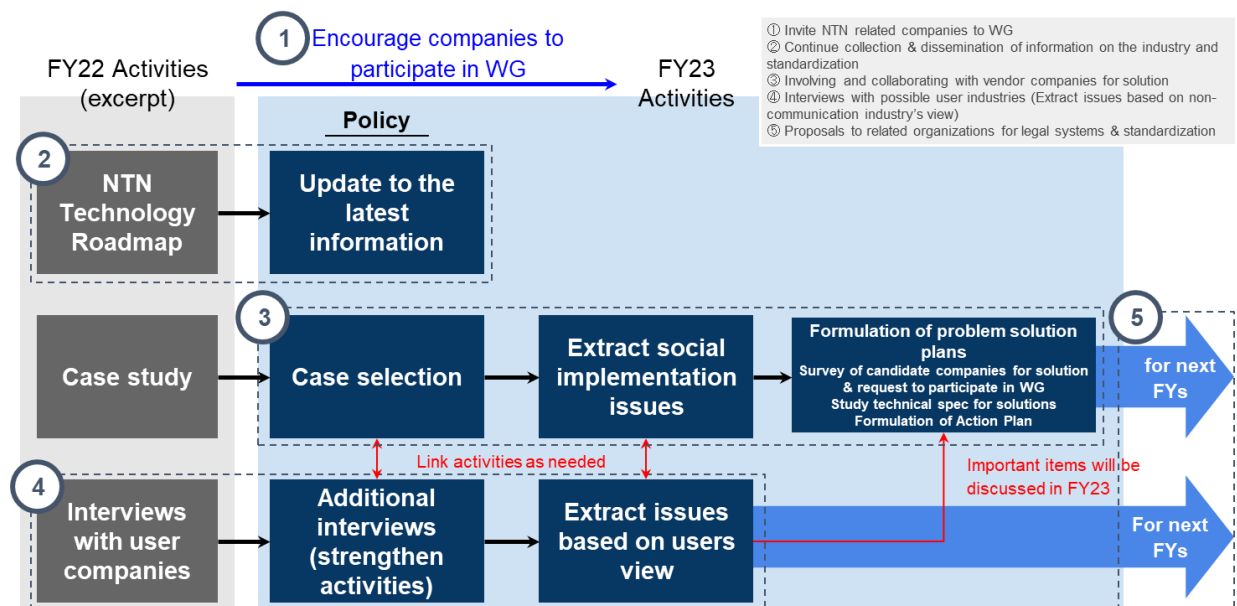 ① Encourage companies to
participate in WG
① Invite NTN related companies to WG
② Continue collection & dissemination of information on the industry and
standardization
③ Involving and collaborating with vendor companies for solution
④ Interviews with possible user industries (Extract issues based on non-
communication industry's view)
⑤ Proposals to related organizations for legal systems & standardization
FY22 Activities
(excerpt)
FY23
Activities
Policy
2
NTN
Technology
Roadmap
Update to the
latest
information
3
5
Case study
Case selection
Extract social
implementation
issues
Formulation of problem solution
plans
Survey of candidate companies for solution
& request to participate in WG
Study technical spec for solutions
Formulation of Action Plan
for next
FYs
Link activities as needed
Important items will be
discussed in FY23
4
Interviews
with user
companies
Additional
interviews
(strengthen
activities)
Extract issues
based on users
view
For next
FYs